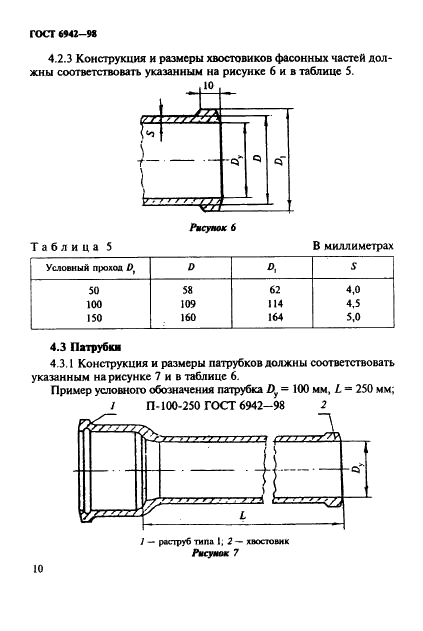 ГОСТ 6942—98
4.2.3 Конструкция и размеры хвостовиков фасонных частей дол-
жны соответствовать указанным на рисунке 6 и в таблице 5.
10
S
Dу
D
D1
Рисунок 6
Таблица 5 В миллиметрах
Условный проход Dу D D1 S
50 58 62 4,0
100 109 114 4,5
150 160 164 5,0
4.3 Патрубки
4.3.1 Конструкция и размеры патрубков должны соответствовать
указанным на рисунке 7 и в таблице 6.
Пример условного обозначения патрубка Dу = 100 мм, L = 250 мм;
1 П-100-250 ГОСТ 6942—98 2
Dу
L
1 — раструб типа 1; 2 — хвостовик
Рисунок 7
10